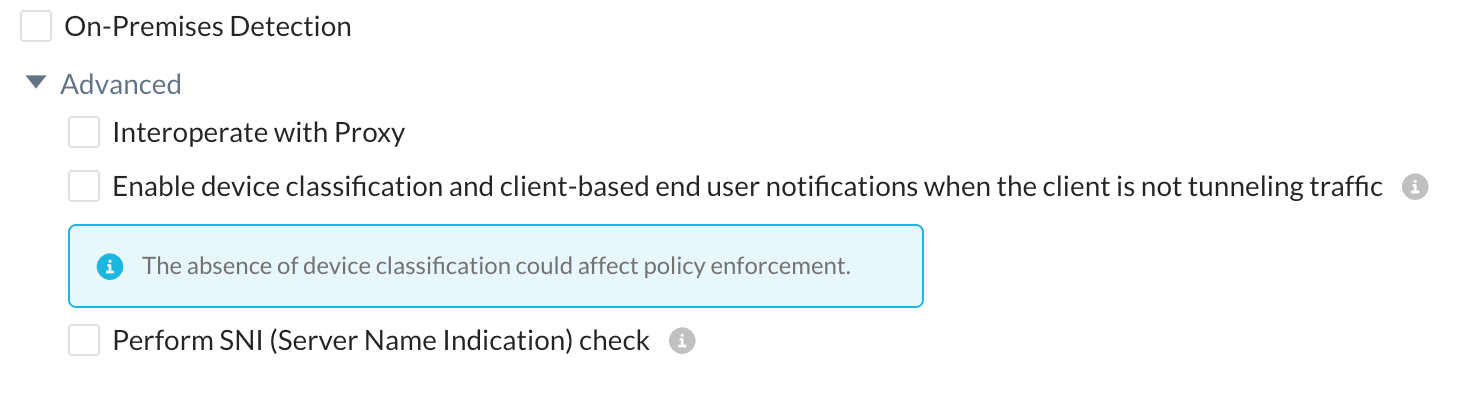 On-Premises Detection
Advanced
Interoperate with Proxy
Enable device classification and client-based end user notifications when the client is not tunneling traffic
The absence of device classification could affect policy enforcement.
Perform SNI (Server Name Indication) check